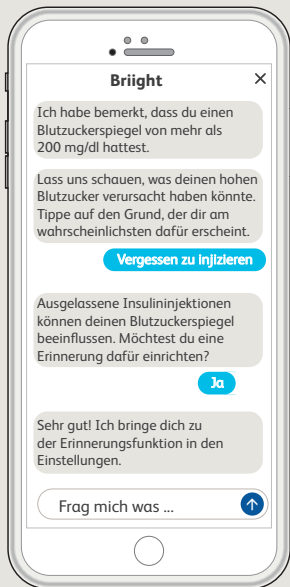 Briight
Ich habe bemerkt, dass du einen
Blutzuckerspiegel von mehr als
200 mg/dl hattest.
Lass uns schauen, was deinen hohen
Blutzucker verursacht haben könnte.
Tippe auf den Grund, der dir am
wahrscheinlichsten dafür erscheint.
Vergessen zu injizieren
Ausgelassene Insulininjektionen
können deinen Blutzuckerspiegel
beeinflussen. Möchtest du eine
Erinnerung dafür einrichten?
Ja
Sehr gut! Ich bringe dich zu
der Erinnerungsfunktion in den
Einstellungen.
Frag mich was ...